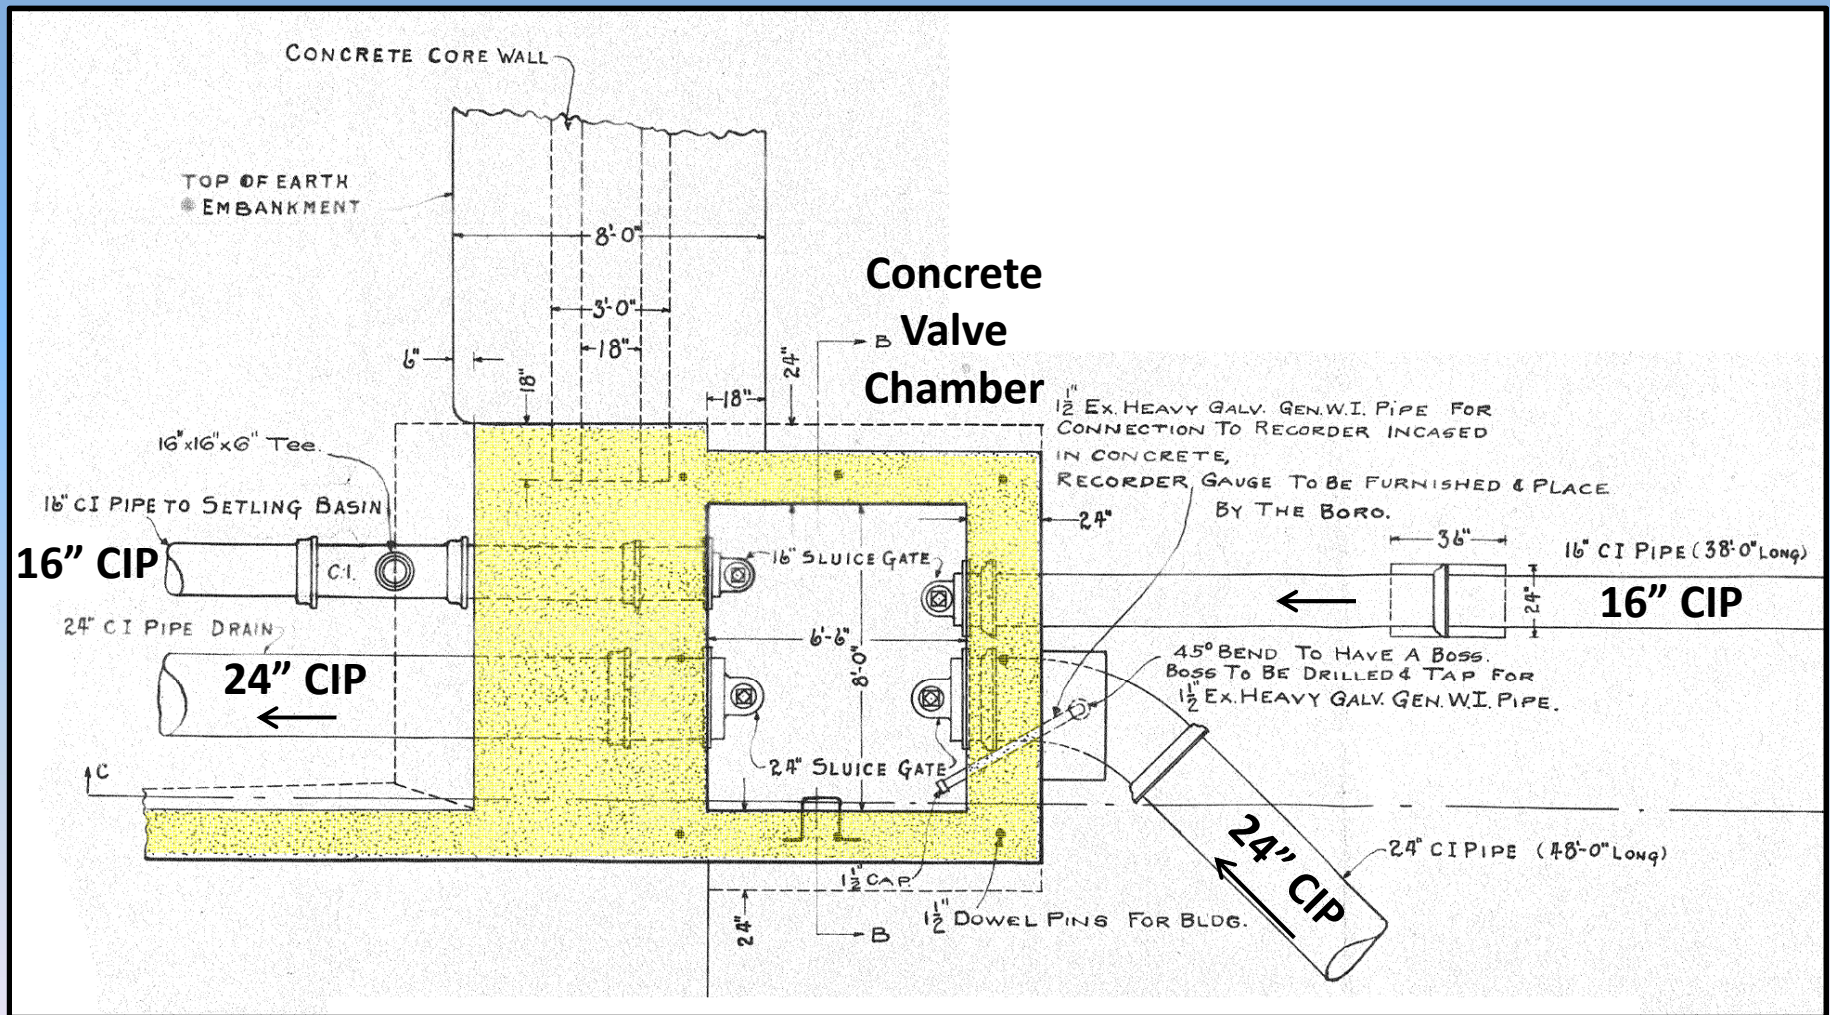 CONCRETE CORE WALL
TOP OF EARTH
EMBANKMENT
8'-0"
3'-0"
18"
6"
18"
24"
18"
B
Concrete
Valve
Chamber
1½" EX. HEAVY GALV. GEN. W.I. PIPE FOR
CONNECTION TO RECORDER INCASED
IN CONCRETE,
RECORDER GAUGE TO BE FURNISHED & PLACE
BY THE BORO.
24"
16"x16"x6" Tee.
16" CI PIPE TO SETLING BASIN
16” CIP
C.I.
16" SLUICE GATE
36"
16" CI PIPE (38'-0" LONG)
24"
16” CIP
24" CI PIPE DRAIN
24” CIP
6'-6"
8'-0"
45° BEND TO HAVE A BOSS.
BOSS TO BE DRILLED & TAP FOR
1½" EX. HEAVY GALV. GEN. W.I. PIPE.
24" SLUICE GATE
C
24” CIP
24" CI PIPE (48'-0" LONG)
1½" CAP.
24"
B
1½" DOWEL PINS FOR BLDG.